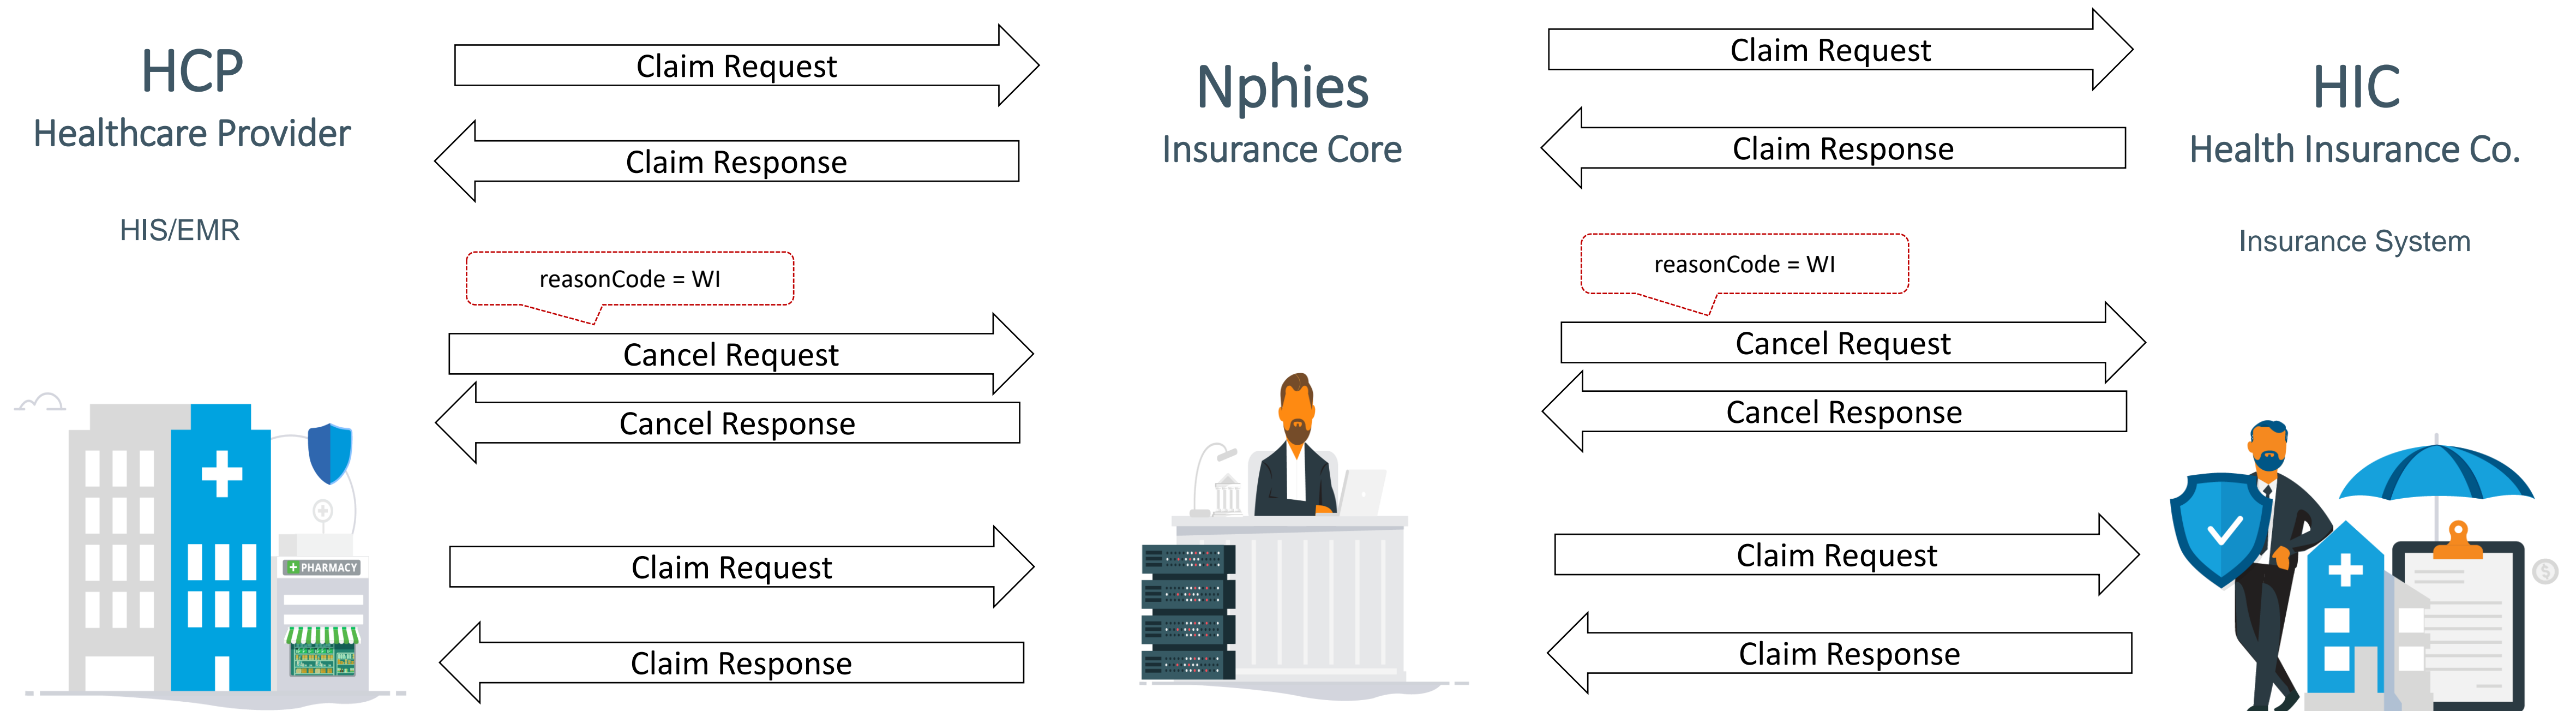 HCP
Healthcare Provider
HIS/EMR
Claim Request
Claim Response
reasonCode = WI
Cancel Request
Cancel Response
Claim Request
Claim Response
PHARMACY
Nphies
Insurance Core
Claim Request
Claim Response
reasonCode = WI
Cancel Request
Cancel Response
Claim Request
Claim Response
HIC
Health Insurance Co.
Insurance System
$